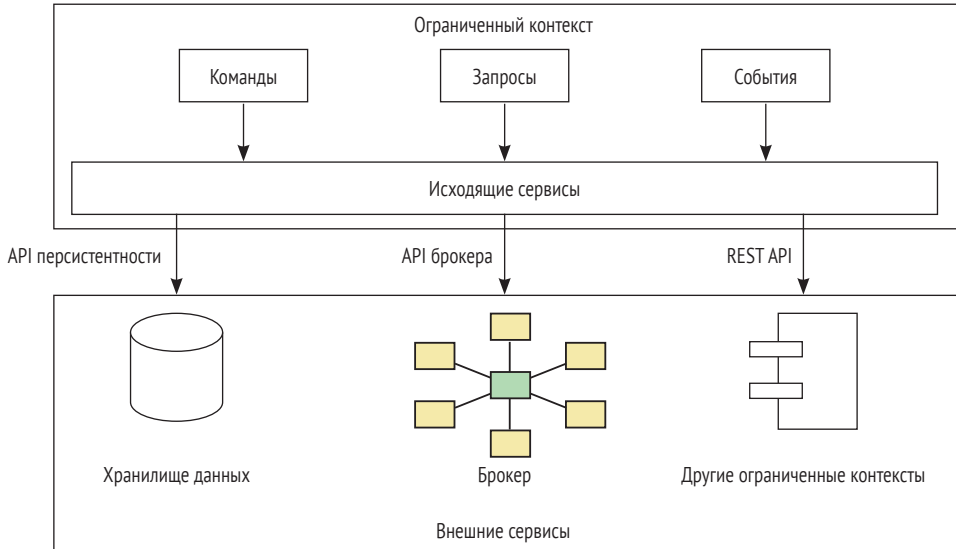 Ограниченный контекст
Команды
Запросы
События
Исходящие сервисы
API персистентности
API брокера
REST API
Хранилище данных
Брокер
Другие ограниченные контексты
Внешние сервисы